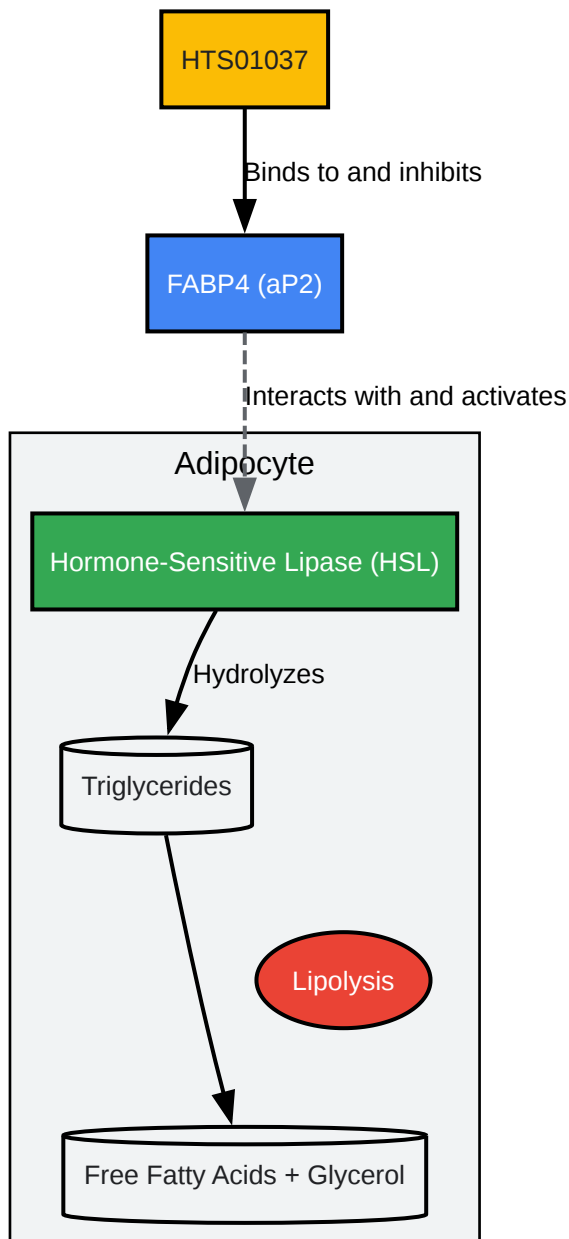 HTS01037
Binds to and inhibits
FABP4 (aP2)
Interacts with and activates
Adipocyte
Hormone-Sensitive Lipase (HSL)
Hydrolyzes
Triglycerides
Lipolysis
Free Fatty Acids + Glycerol